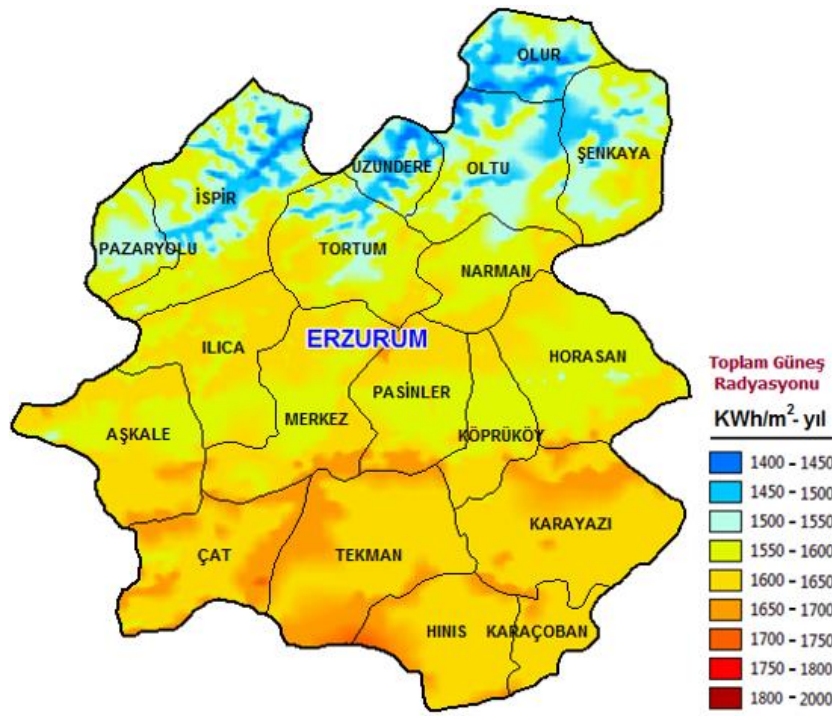 OLUR
ŞENKAYA
UZUNDERE
OLTU
İSPİR
PAZARYOLU
TORTUM
NARMAN
ERZURUM
ILICA
HORASAN
PASİNLER
MERKEZ
AŞKALE
KÖPRÜKÖY
KARAYAZI
ÇAT
TEKMAN
HINIS
KARAÇOBAN
Toplam Güneş
Radyasyonu
KWh/m²- yıl
1400 - 1450
1450 - 1500
1500 - 1550
1550 - 1600
1600 - 1650
1650 - 1700
1700 - 1750
1750 - 1800
1800 - 2000